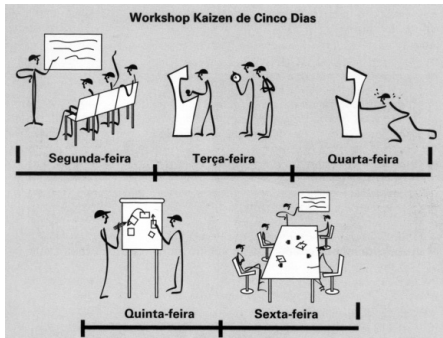 Workshop Kaizen de Cinco Dias
Segunda-feira Terça-feira Quarta-feira
Quinta-feira Sexta-feira